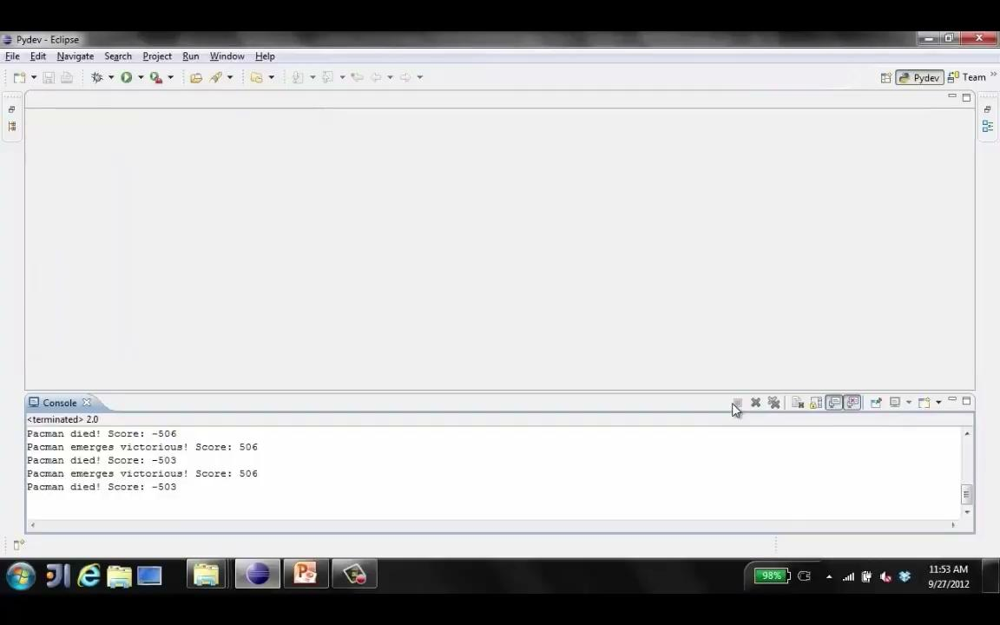 Pydev - Eclipse
File Edit Navigate Search Project Run Window Help
Pydev Team
Console
<terminated> 2.0
Pacman died! Score: -506
Pacman emerges victorious! Score: 506
Pacman died! Score: -503
Pacman emerges victorious! Score: 506
Pacman died! Score: -503
98%
11:53 AM
9/27/2012